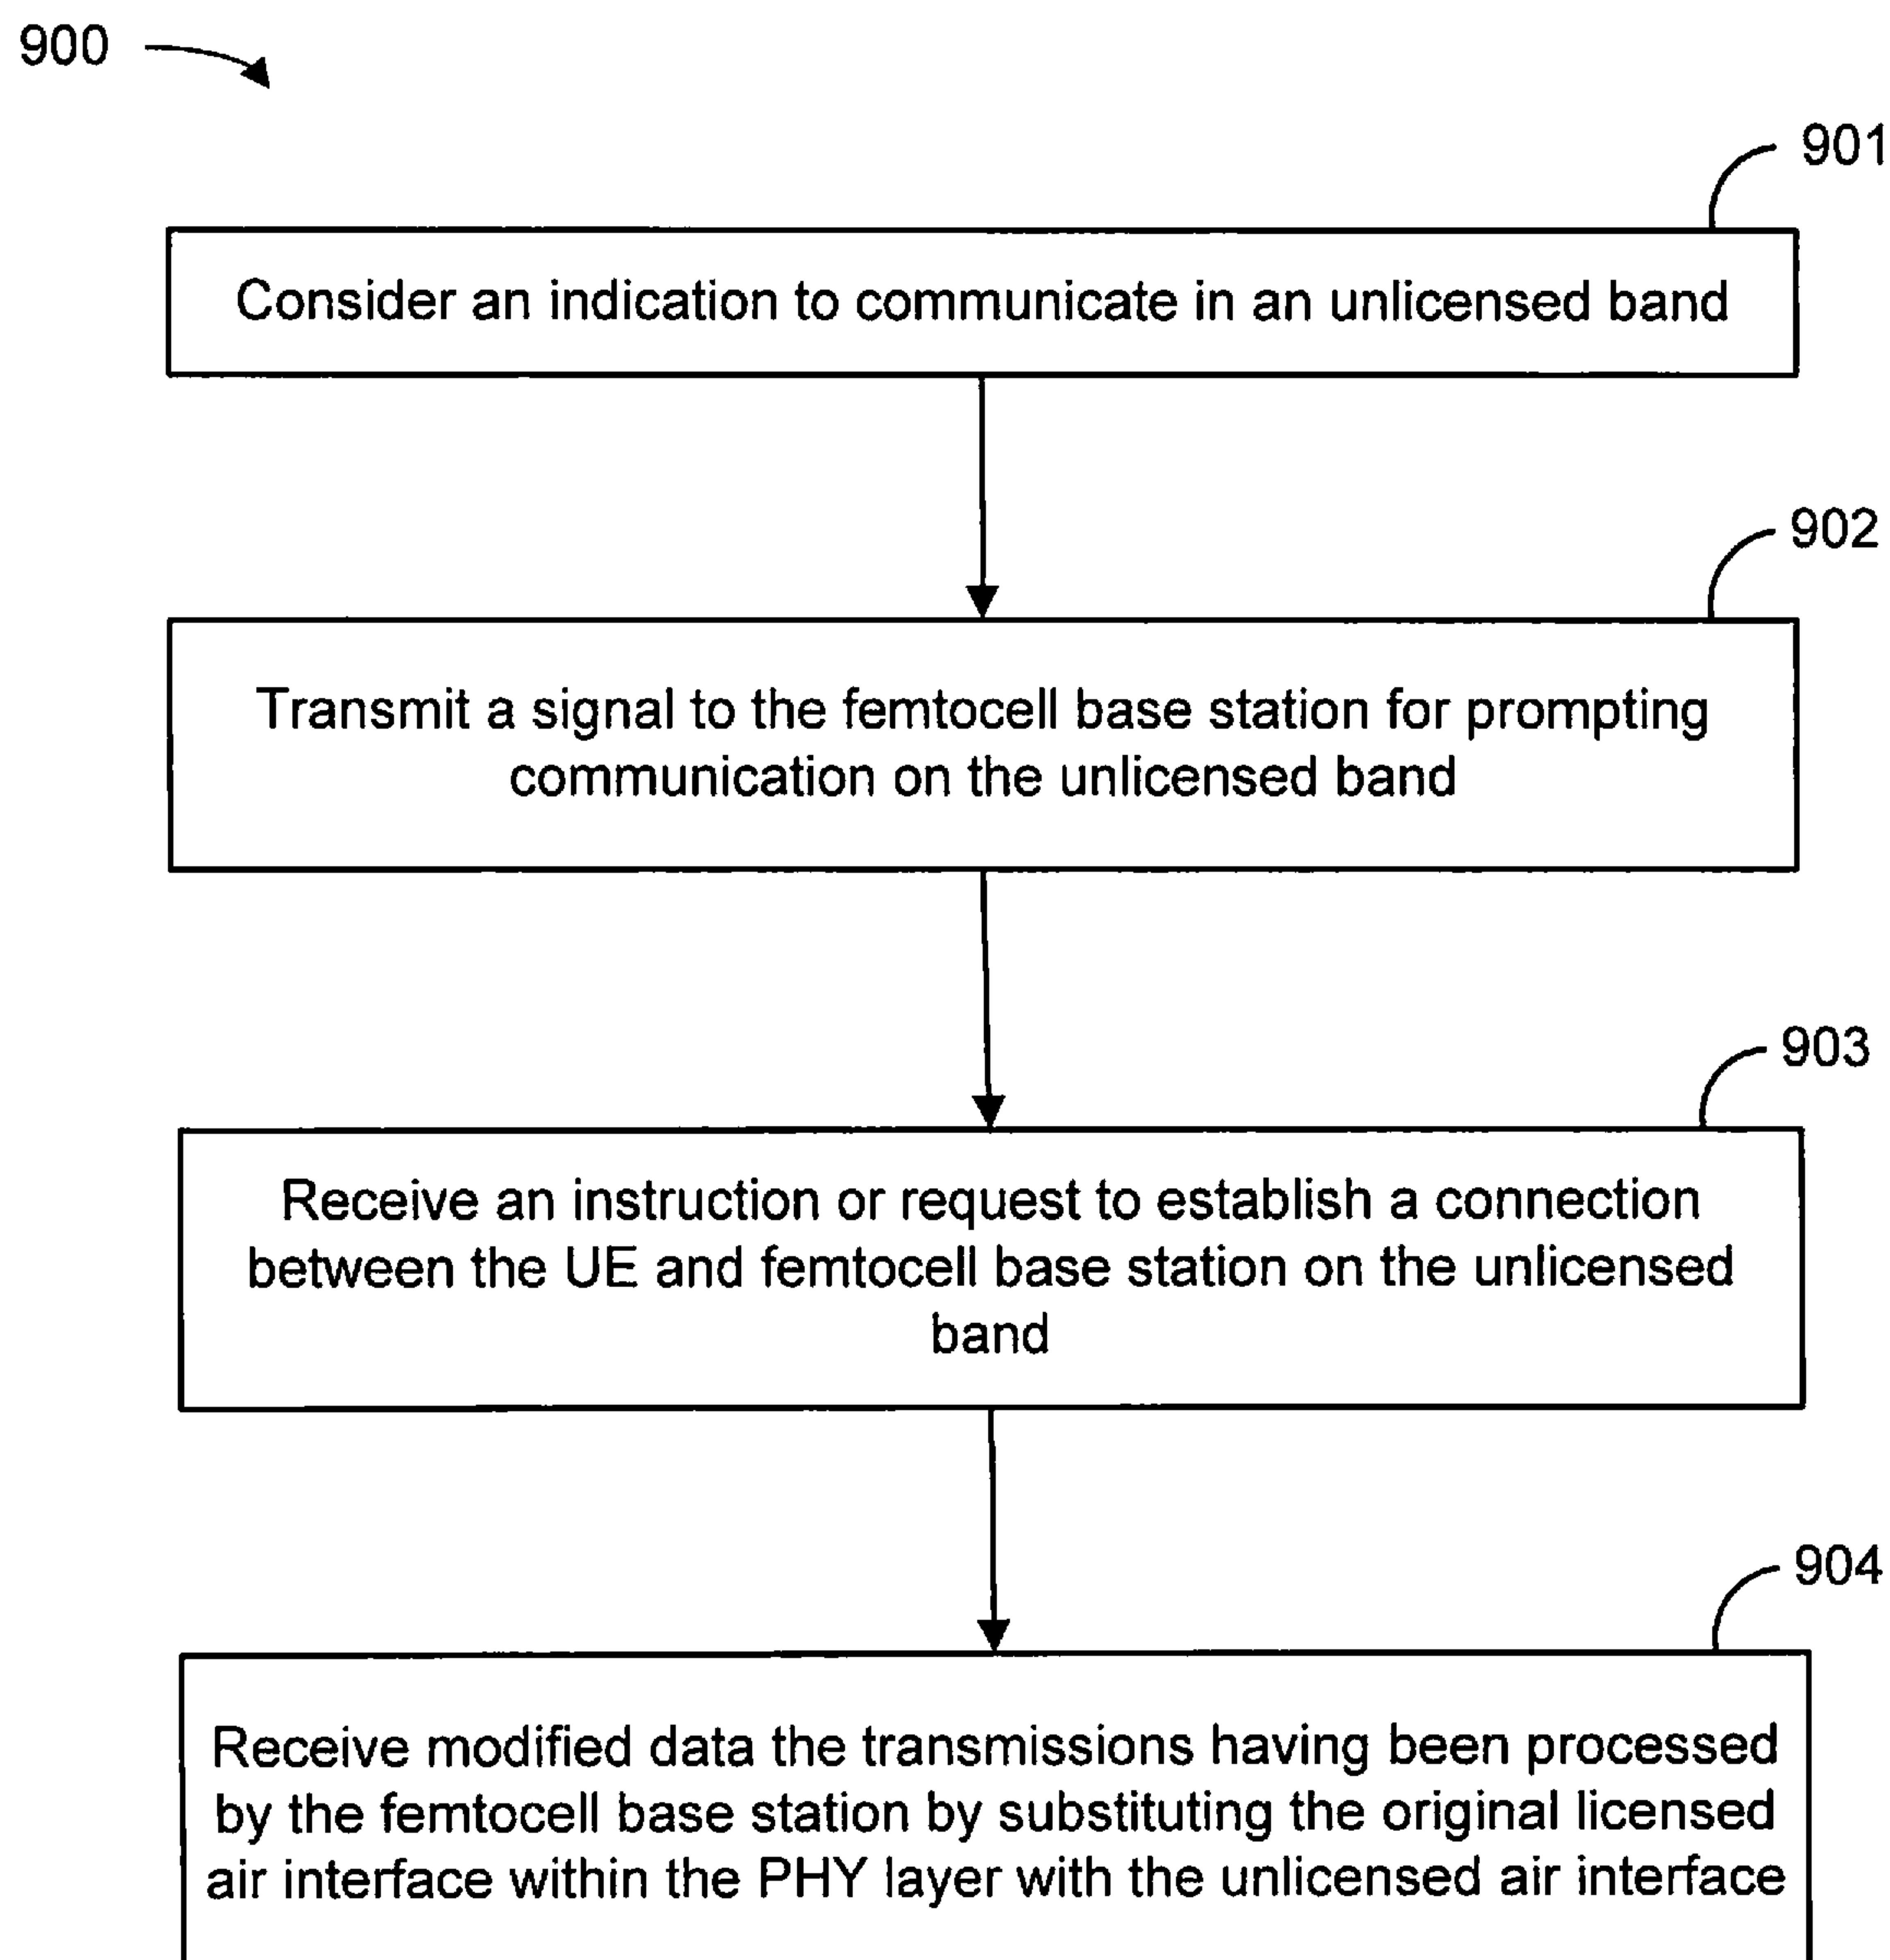 900
901
Consider an indication to communicate in an unlicensed band
902
Transmit a signal to the femtocell base station for prompting
communication on the unlicensed band
903
Receive an instruction or request to establish a connection
between the UE and femtocell base station on the unlicensed
band
904
Receive modified data the transmissions having been processed
by the femtocell base station by substituting the original licensed
air interface within the PHY layer with the unlicensed air interface